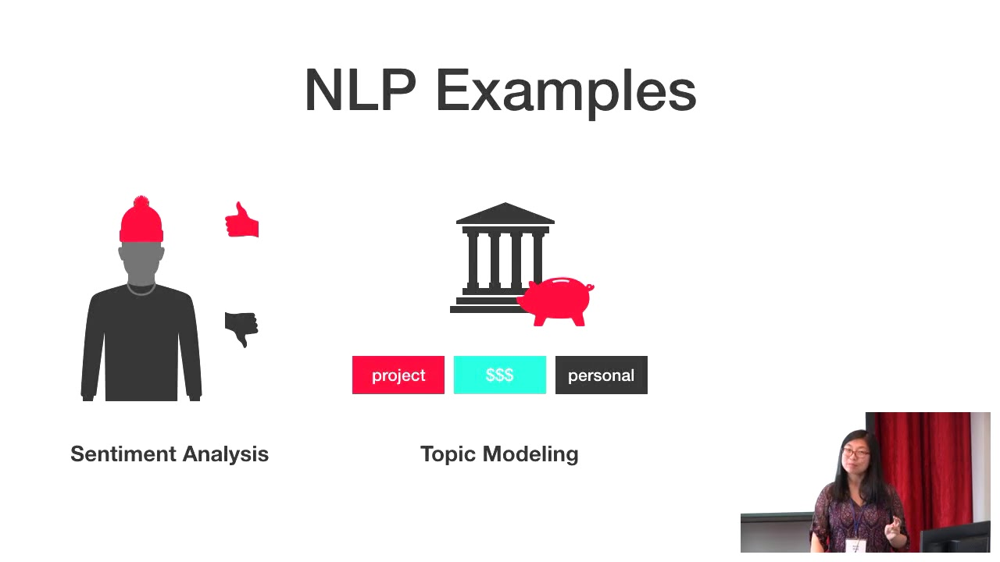 NLP Examples
project
$$$
personal
Sentiment Analysis
Topic Modeling